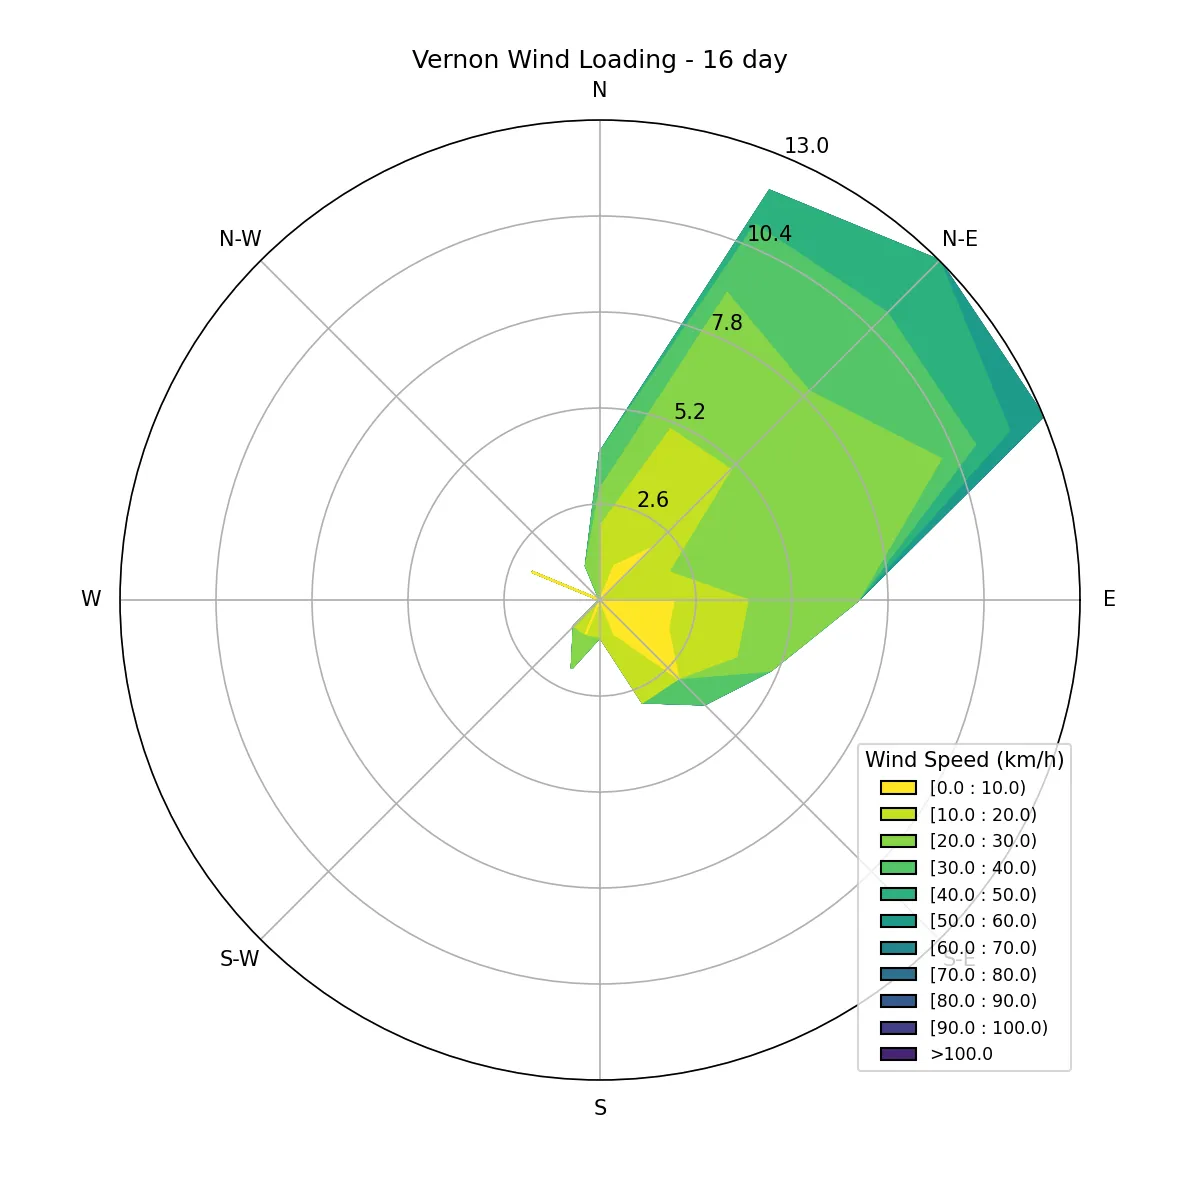 Vernon Wind Loading - 16 day
N
13.0
N-W
10.4
N-E
7.8
5.2
2.6
W
E
S-W
S-E
S
Wind Speed (km/h)
[0.0 : 10.0)
[10.0 : 20.0)
[20.0 : 30.0)
[30.0 : 40.0)
[40.0 : 50.0)
[50.0 : 60.0)
[60.0 : 70.0)
[70.0 : 80.0)
[80.0 : 90.0)
[90.0 : 100.0)
>100.0